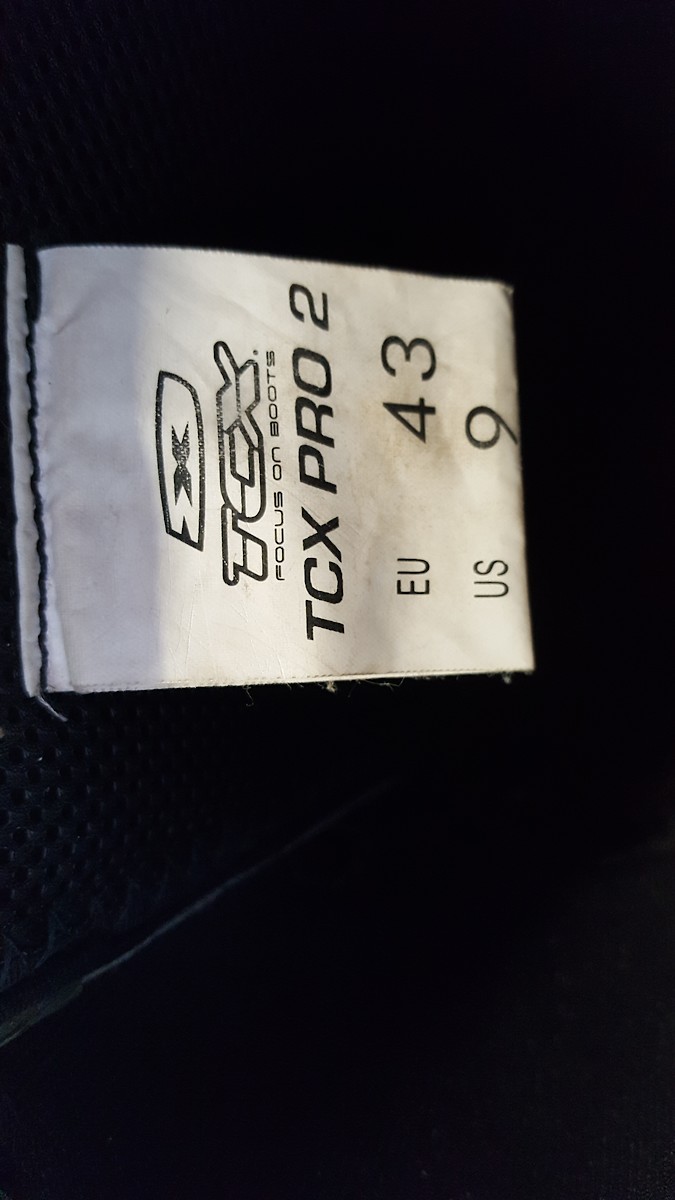 TCX
FOCUS ON BOOTS
TCX PRO 2
EU 43
US 9